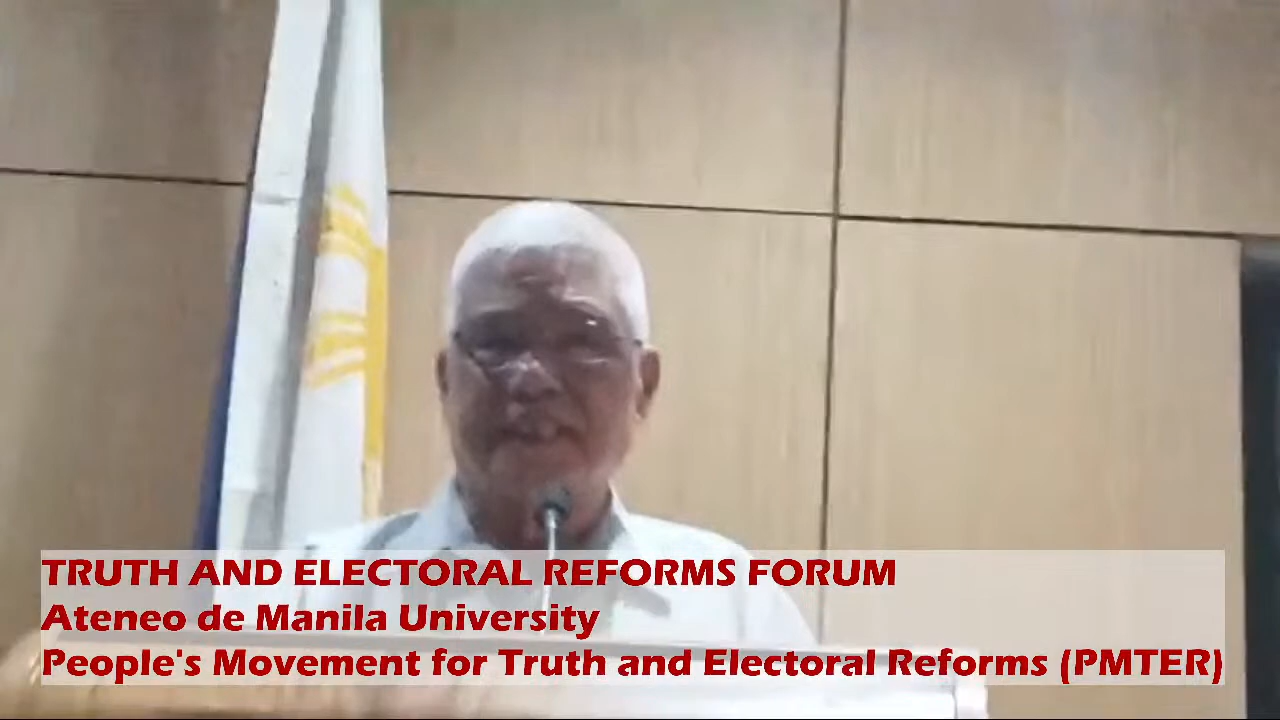 TRUTH AND ELECTORAL REFORMS FORUM
Ateneo de Manila University
People's Movement for Truth and Electoral Reforms (PMTER)